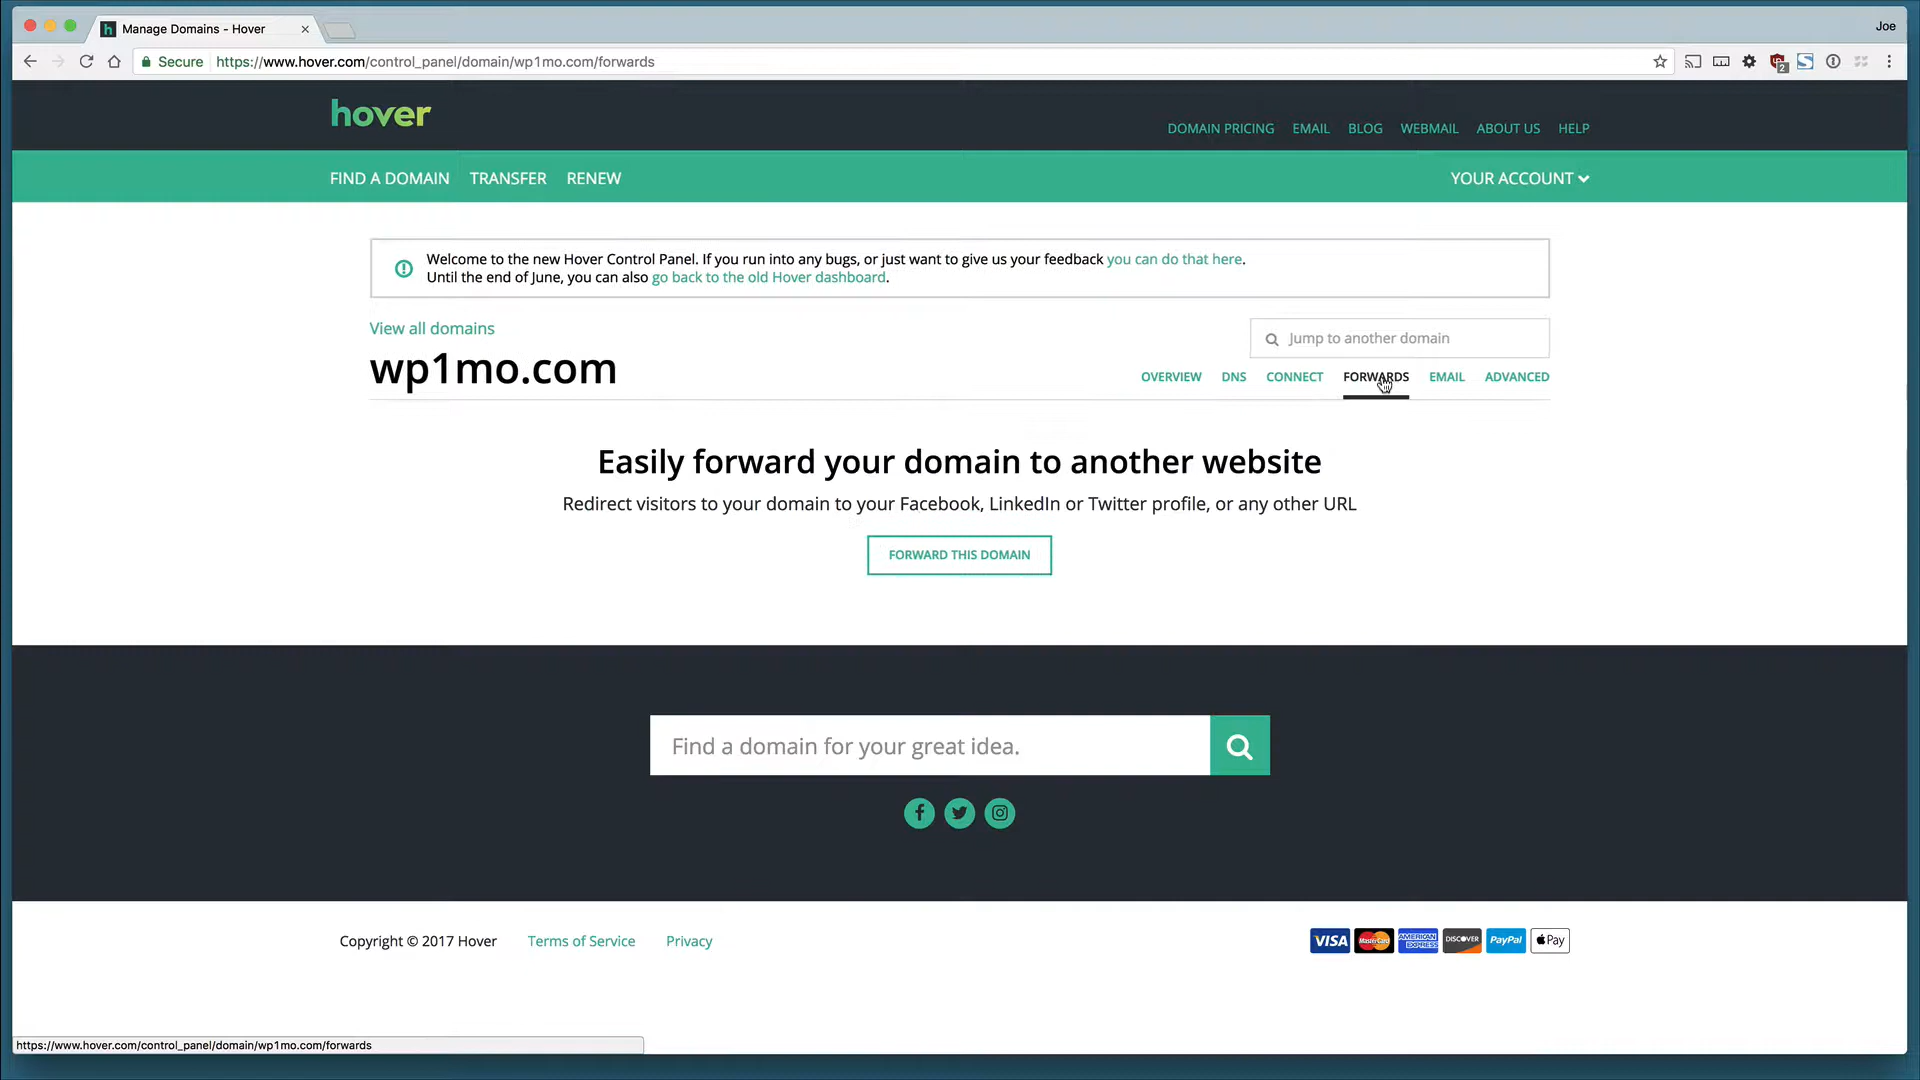 Manage Domains - Hover
Joe
Secure https://www.hover.com/control_panel/domain/wp1mo.com/forwards
2
hover
DOMAIN PRICING EMAIL BLOG WEBMAIL ABOUT US HELP
FIND A DOMAIN TRANSFER RENEW YOUR ACCOUNT
Welcome to the new Hover Control Panel. If you run into any bugs, or just want to give us your feedback you can do that here.
Until the end of June, you can also go back to the old Hover dashboard.
View all domains
Jump to another domain
wp1mo.com
OVERVIEW DNS CONNECT FORWARDS EMAIL ADVANCED
Easily forward your domain to another website
Redirect visitors to your domain to your Facebook, LinkedIn or Twitter profile, or any other URL
FORWARD THIS DOMAIN
Find a domain for your great idea.
Copyright © 2017 Hover Terms of Service Privacy
VISA MasterCard AMERICAN EXPRESS DISCOVER PayPal Pay
https://www.hover.com/control_panel/domain/wp1mo.com/forwards